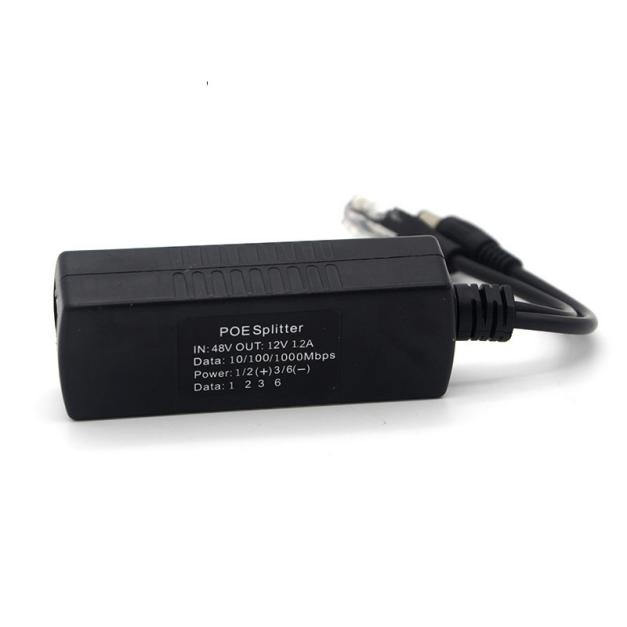 POE Splitter
IN: 48V OUT: 12V 1.2A
Data: 10/100/1000Mbps
Power: 1/2(+)3/6(−)
Data: 1 2 3 6